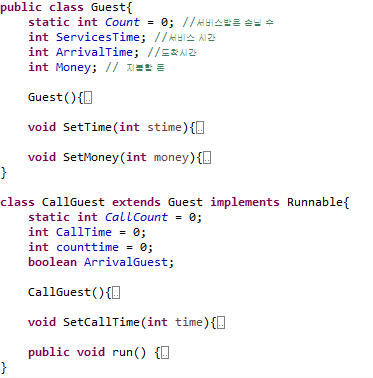 public class Guest{
static int Count = 0; //서비스받은 손님 수
int ServicesTime; //서비스 시간
int ArrivalTime; //도착시간
int Money; // 지불할 돈
Guest(){
void SetTime(int stime){
void SetMoney(int money){
}
class CallGuest extends Guest implements Runnable{
static int CallCount = 0;
int CallTime = 0;
int counttime = 0;
boolean ArrivalGuest;
CallGuest(){
void SetCallTime(int time){
public void run() {
}